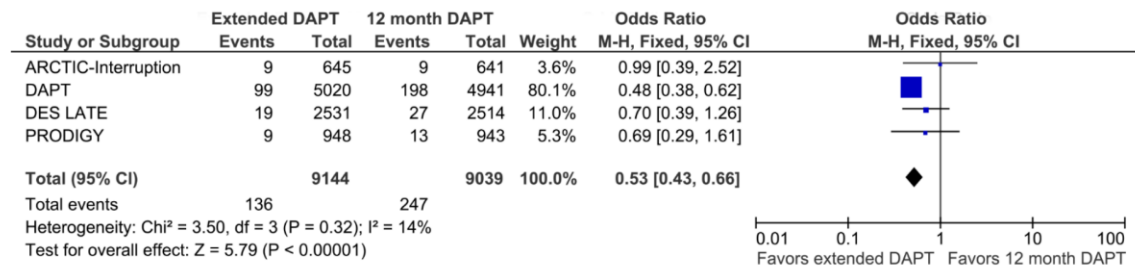 Extended DAPT 12 month DAPT Odds Ratio Odds Ratio
Study or Subgroup Events Total Events Total Weight M-H, Fixed, 95% CI M-H, Fixed, 95% CI
ARCTIC-Interruption 9 645 9 641 3.6% 0.99 [0.39, 2.52]
DAPT 99 5020 198 4941 80.1% 0.48 [0.38, 0.62]
DES LATE 19 2531 27 2514 11.0% 0.70 [0.39, 1.26]
PRODIGY 9 948 13 943 5.3% 0.69 [0.29, 1.61]
Total (95% CI) 9144 9039 100.0% 0.53 [0.43, 0.66]
Total events 136 247
Heterogeneity: Chi² = 3.50, df = 3 (P = 0.32); I² = 14%
Test for overall effect: Z = 5.79 (P < 0.00001)
0.01 0.1 1 10 100
Favors extended DAPT Favors 12 month DAPT